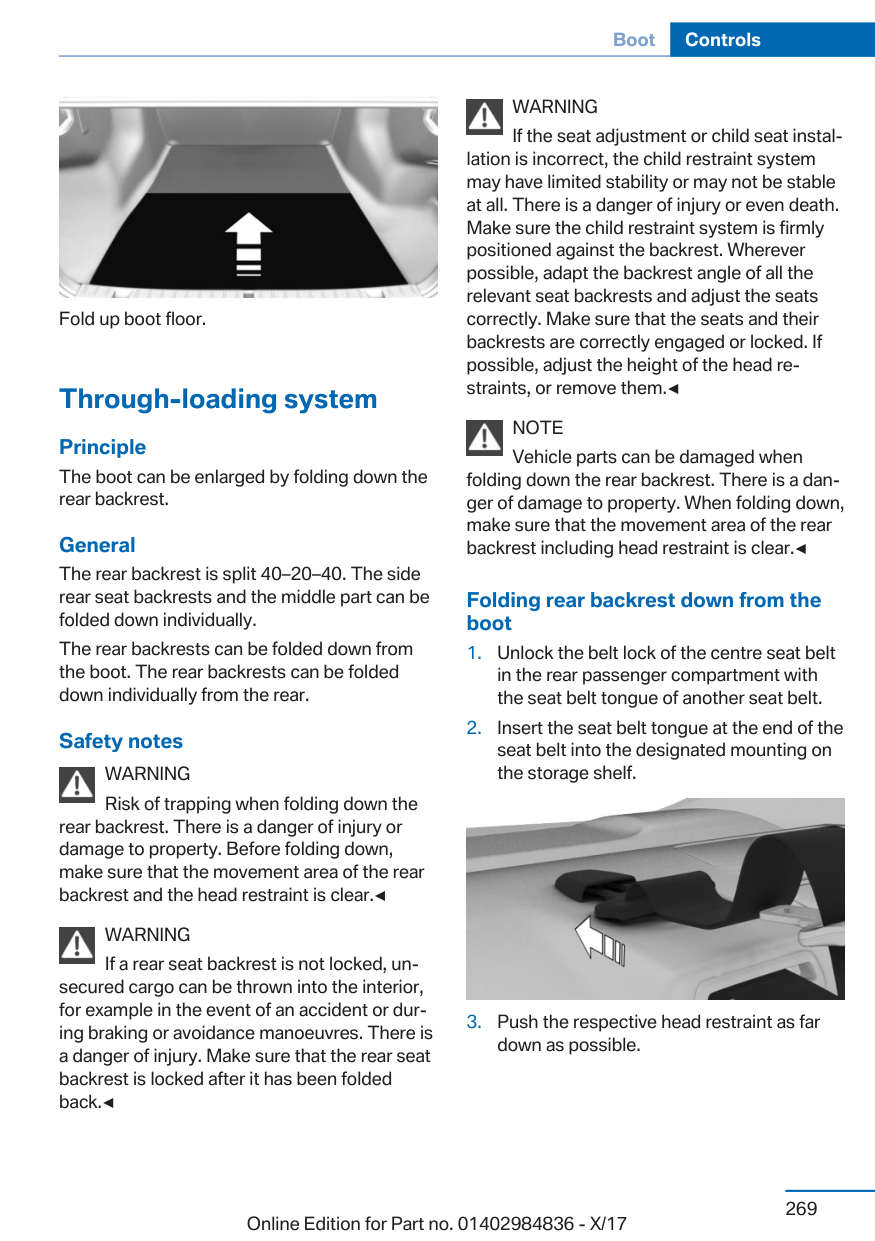 Boot
Controls
Fold up boot floor.
Through-loading system
Principle
The boot can be enlarged by folding down the
rear backrest.
General
The rear backrest is split 40–20–40. The side
rear seat backrests and the middle part can be
folded down individually.
The rear backrests can be folded down from
the boot. The rear backrests can be folded
down individually from the rear.
Safety notes
WARNING
Risk of trapping when folding down the
rear backrest. There is a danger of injury or
damage to property. Before folding down,
make sure that the movement area of the rear
backrest and the head restraint is clear.◄
WARNING
If a rear seat backrest is not locked, un-
secured cargo can be thrown into the interior,
for example in the event of an accident or dur-
ing braking or avoidance manoeuvres. There is
a danger of injury. Make sure that the rear seat
backrest is locked after it has been folded
back.◄
WARNING
If the seat adjustment or child seat instal-
lation is incorrect, the child restraint system
may have limited stability or may not be stable
at all. There is a danger of injury or even death.
Make sure the child restraint system is firmly
positioned against the backrest. Wherever
possible, adapt the backrest angle of all the
relevant seat backrests and adjust the seats
correctly. Make sure that the seats and their
backrests are correctly engaged or locked. If
possible, adjust the height of the head re-
straints, or remove them.◄
NOTE
Vehicle parts can be damaged when
folding down the rear backrest. There is a dan-
ger of damage to property. When folding down,
make sure that the movement area of the rear
backrest including head restraint is clear.◄
Folding rear backrest down from the
boot
1. Unlock the belt lock of the centre seat belt
in the rear passenger compartment with
the seat belt tongue of another seat belt.
2. Insert the seat belt tongue at the end of the
seat belt into the designated mounting on
the storage shelf.
3. Push the respective head restraint as far
down as possible.
269
Online Edition for Part no. 01402984836 - X/17